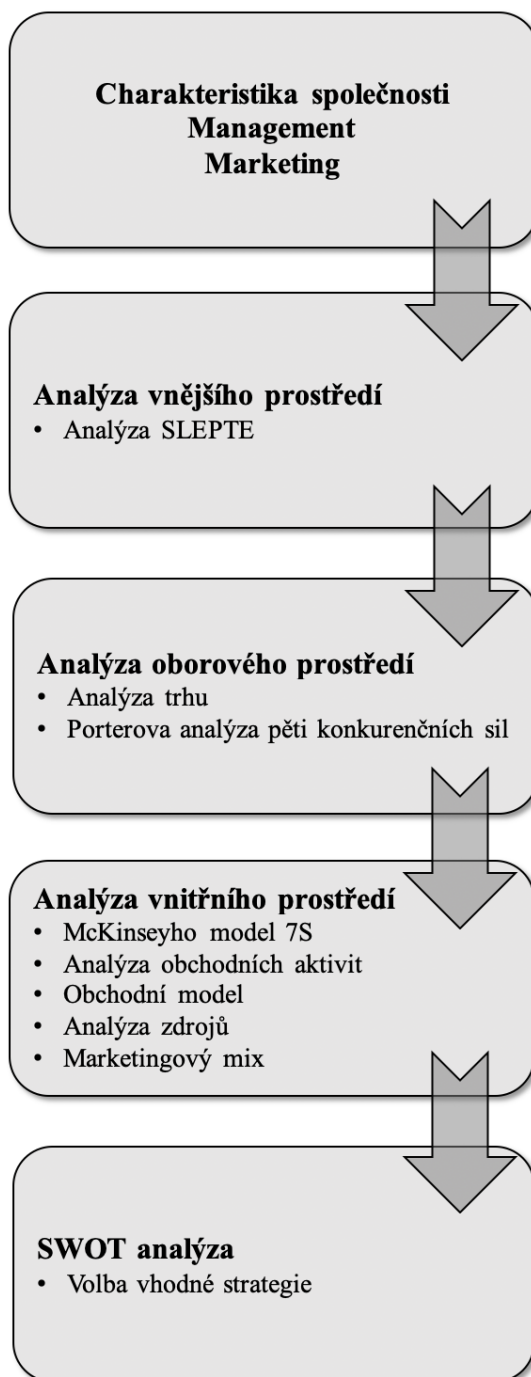 Charakteristika společnosti
Management
Marketing
Analýza vnějšího prostředí
• Analýza SLEPTE
Analýza oborového prostředí
• Analýza trhu
• Porterova analýza pěti konkurenčních sil
Analýza vnitřního prostředí
• McKinseyho model 7S
• Analýza obchodních aktivit
• Obchodní model
• Analýza zdrojů
• Marketingový mix
SWOT analýza
• Volba vhodné strategie